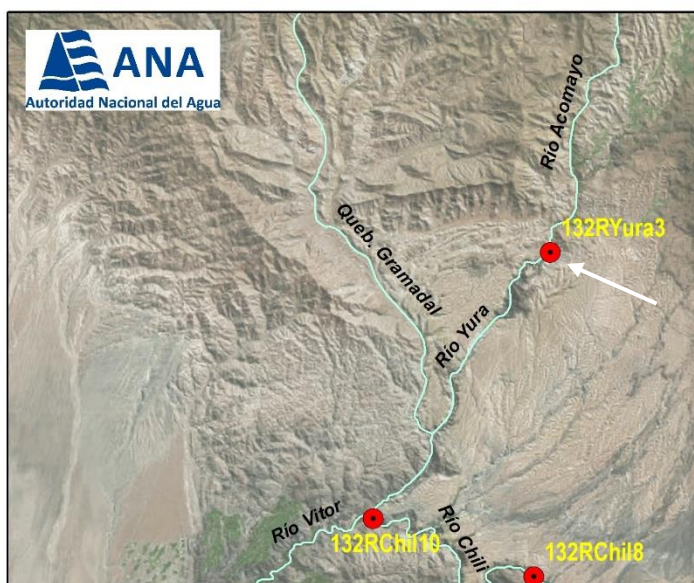 ANA
Autoridad Nacional del Agua
Río Acomayo
132RYura3
Queb. Gramadal
Río Yura
Río Vitor
132RChil10
Río Chili
132RChil8